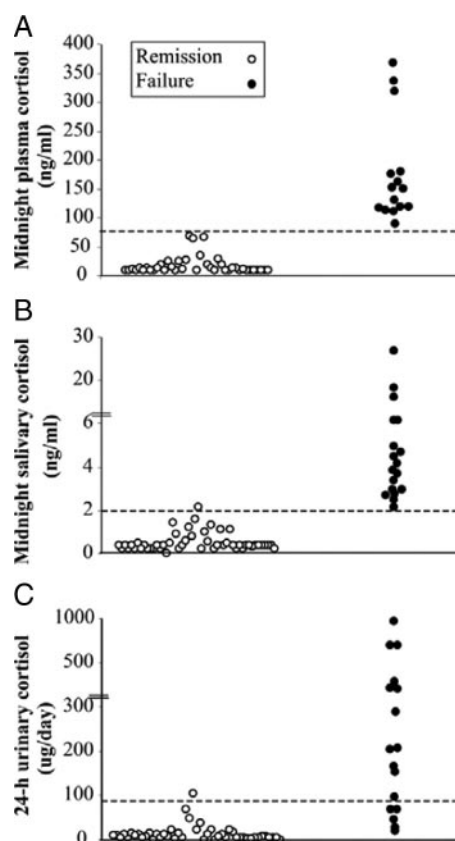 A
Midnight plasma cortisol
(ng/ml)
400
350
300
250
200
150
100
50
0
Remission
Failure
B
Midnight salivary cortisol
(ng/ml)
30
20
6
4
2
0
C
24-h urinary cortisol
(ug/day)
1000
500
300
200
100
0